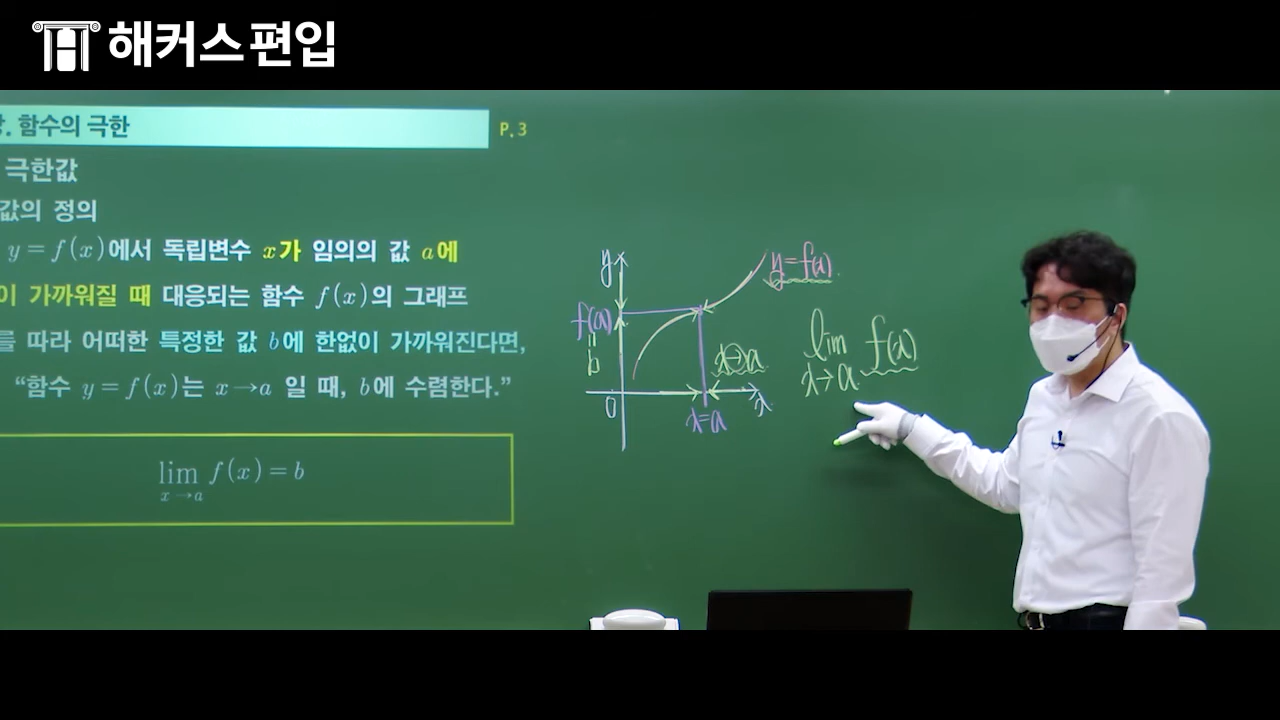 해커스편입
. 함수의 극한
P.3
극한값
값의 정의
y = f(x)에서 독립변수 x가 임의의 값 a에
이 가까워질 때 대응되는 함수 f(x)의 그래프
를 따라 어떠한 특정한 값 b에 한없이 가까워진다면,
“함수 y = f(x)는 x→a 일 때, b에 수렴한다.”
lim f(x) = b
x→a
y
y=f(x)
f(a)
=
b
x→a
0
x=a
x
lim f(x)
x→a